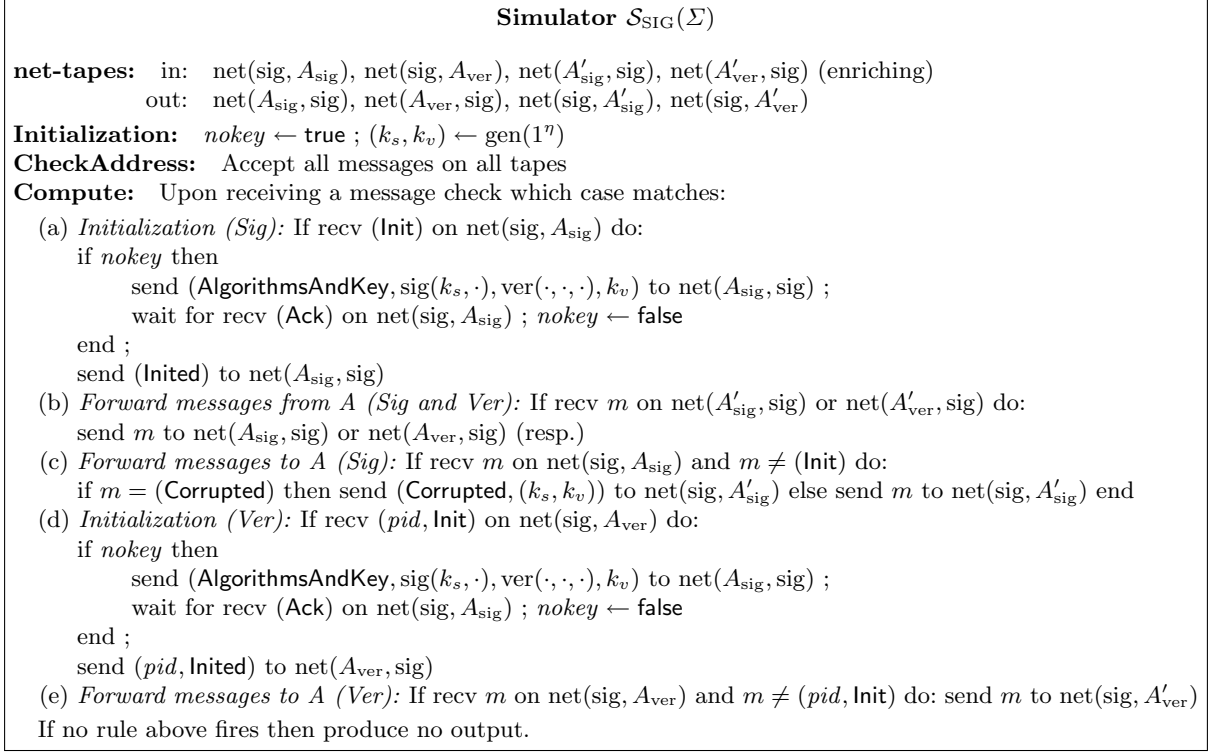 Simulator 𝒮_SIG(Σ)
net-tapes: in: net(sig, A_sig), net(sig, A_ver), net(A′_sig, sig), net(A′_ver, sig) (enriching)
out: net(A_sig, sig), net(A_ver, sig), net(sig, A′_sig), net(sig, A′_ver)
Initialization: nokey ← true ; (k_s, k_v) ← gen(1^η)
CheckAddress: Accept all messages on all tapes
Compute: Upon receiving a message check which case matches:
(a) Initialization (Sig): If recv (Init) on net(sig, A_sig) do:
if nokey then
send (AlgorithmsAndKey, sig(k_s, ·), ver(·, ·, ·), k_v) to net(A_sig, sig) ;
wait for recv (Ack) on net(sig, A_sig) ; nokey ← false
end ;
send (Inited) to net(A_sig, sig)
(b) Forward messages from A (Sig and Ver): If recv m on net(A′_sig, sig) or net(A′_ver, sig) do:
send m to net(A_sig, sig) or net(A_ver, sig) (resp.)
(c) Forward messages to A (Sig): If recv m on net(sig, A_sig) and m ≠ (Init) do:
if m = (Corrupted) then send (Corrupted, (k_s, k_v)) to net(sig, A′_sig) else send m to net(sig, A′_sig) end
(d) Initialization (Ver): If recv (pid, Init) on net(sig, A_ver) do:
if nokey then
send (AlgorithmsAndKey, sig(k_s, ·), ver(·, ·, ·), k_v) to net(A_sig, sig) ;
wait for recv (Ack) on net(sig, A_sig) ; nokey ← false
end ;
send (pid, Inited) to net(A_ver, sig)
(e) Forward messages to A (Ver): If recv m on net(sig, A_ver) and m ≠ (pid, Init) do: send m to net(sig, A′_ver)
If no rule above fires then produce no output.